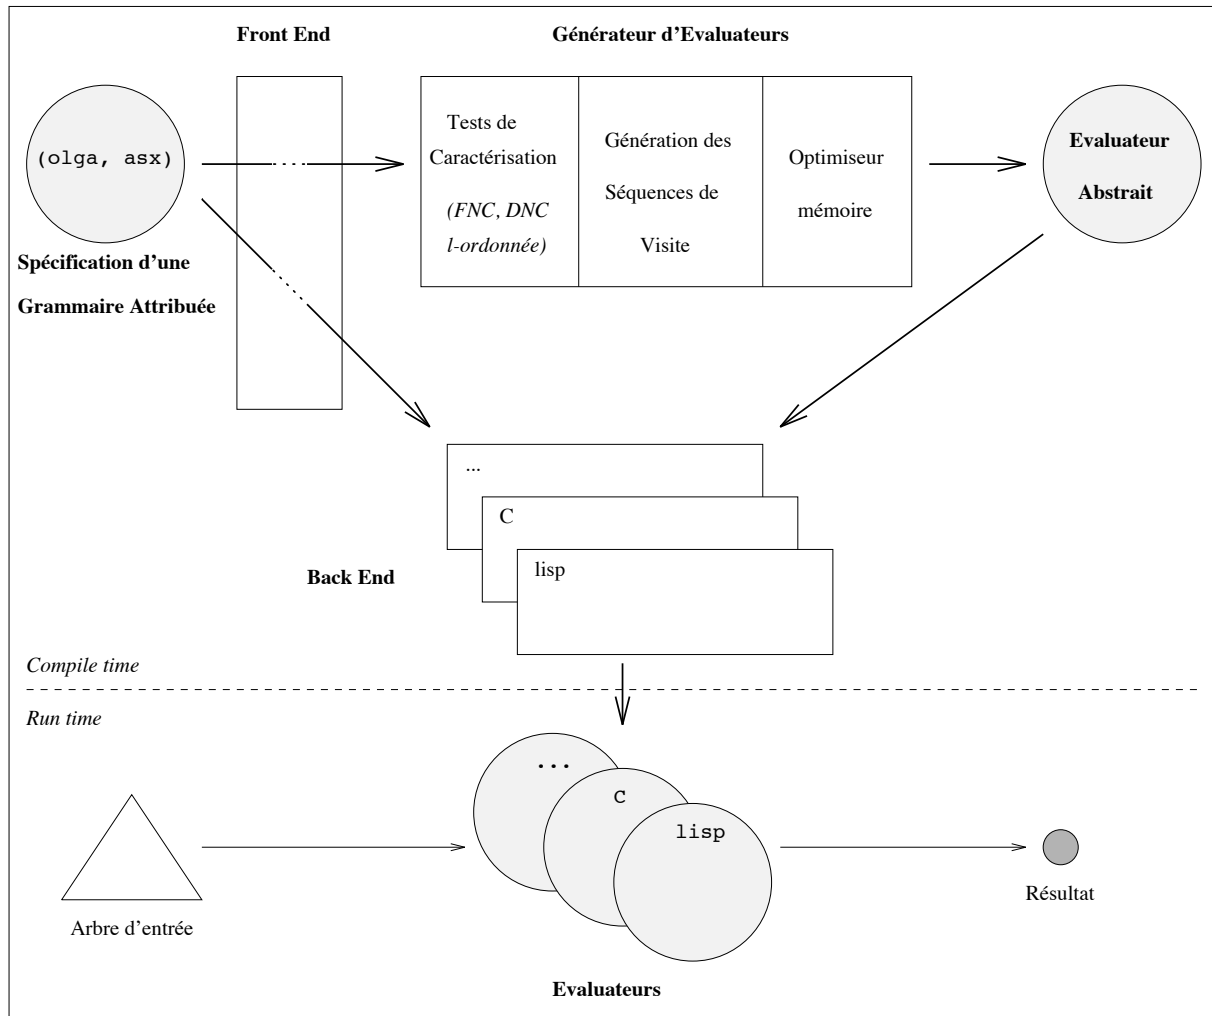 Front End
Générateur d'Evaluateurs
(olga, asx)
Spécification d'une
Grammaire Attribuée
Tests de
Caractérisation
(FNC, DNC
l-ordonnée)
Génération des
Séquences de
Visite
Optimiseur
mémoire
Evaluateur
Abstrait
...
C
lisp
Back End
Compile time
Run time
...
C
lisp
Arbre d'entrée
Résultat
Evaluateurs